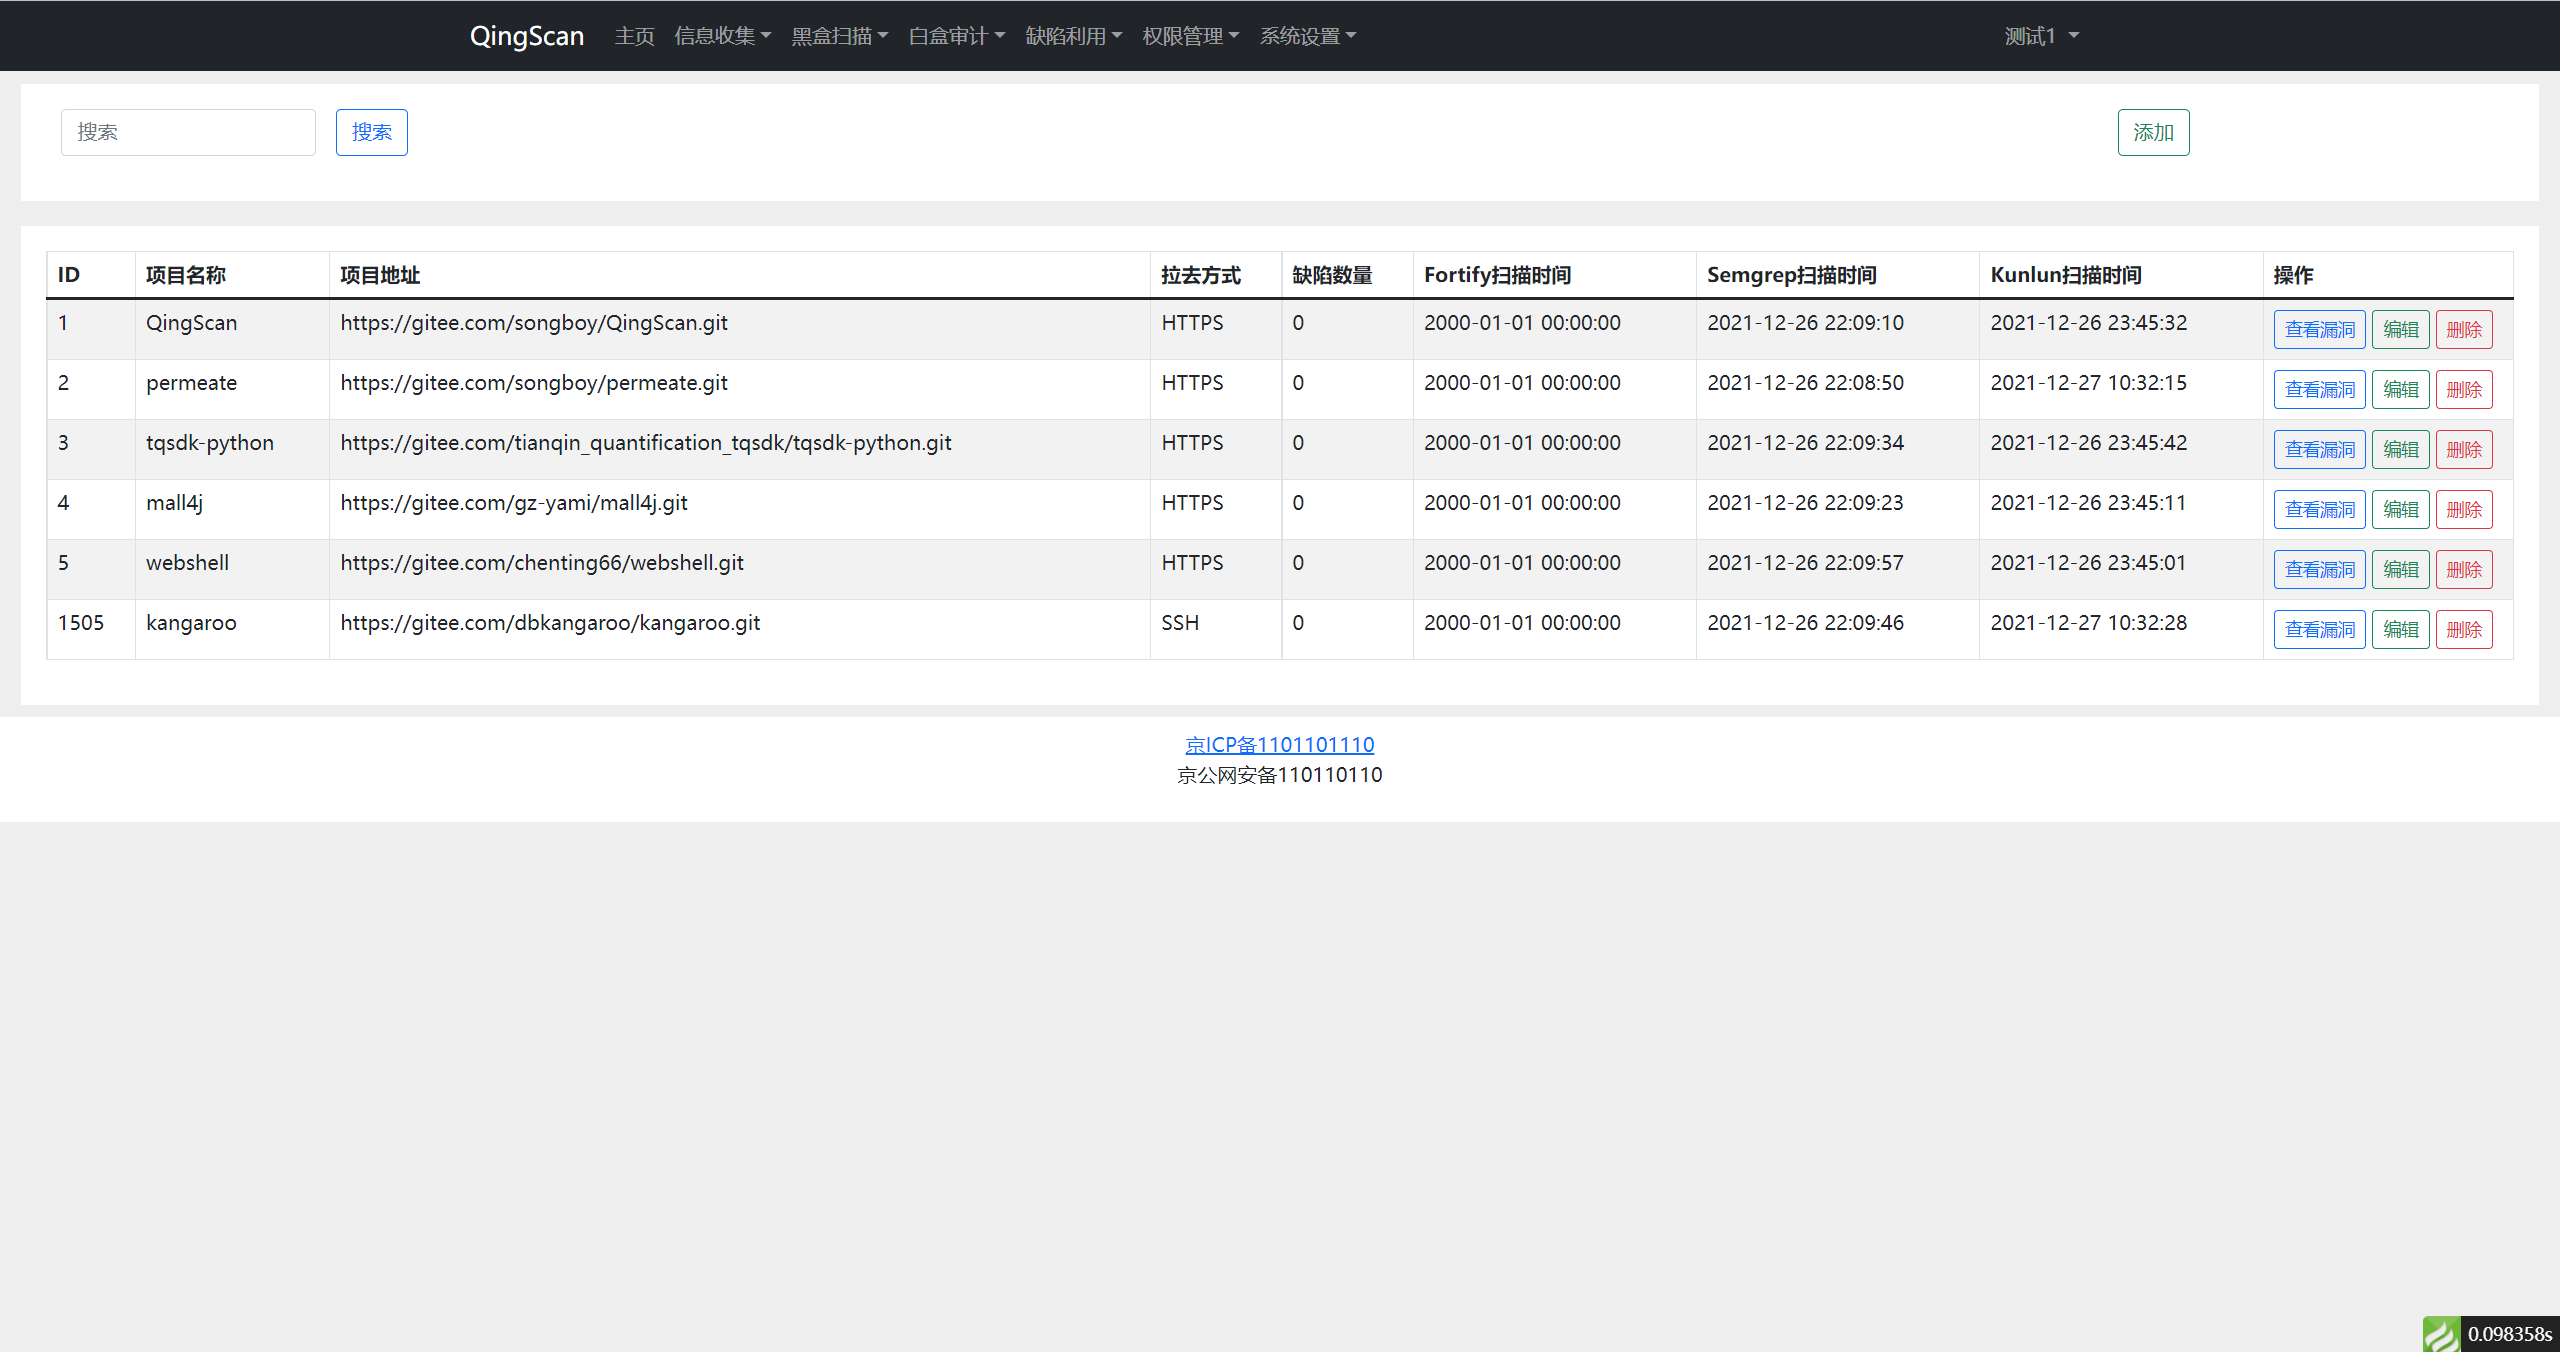 QingScan 主页 信息收集 黑盒扫描 白盒审计 缺陷利用 权限管理 系统设置 测试1
搜索 搜索 添加
ID 项目名称 项目地址 拉去方式 缺陷数量 Fortify扫描时间 Semgrep扫描时间 Kunlun扫描时间 操作
1 QingScan https://gitee.com/songboy/QingScan.git HTTPS 0 2000-01-01 00:00:00 2021-12-26 22:09:10 2021-12-26 23:45:32 查看漏洞 编辑 删除
2 permeate https://gitee.com/songboy/permeate.git HTTPS 0 2000-01-01 00:00:00 2021-12-26 22:08:50 2021-12-27 10:32:15 查看漏洞 编辑 删除
3 tqsdk-python https://gitee.com/tianqin_quantification_tqsdk/tqsdk-python.git HTTPS 0 2000-01-01 00:00:00 2021-12-26 22:09:34 2021-12-26 23:45:42 查看漏洞 编辑 删除
4 mall4j https://gitee.com/gz-yami/mall4j.git HTTPS 0 2000-01-01 00:00:00 2021-12-26 22:09:23 2021-12-26 23:45:11 查看漏洞 编辑 删除
5 webshell https://gitee.com/chenting66/webshell.git HTTPS 0 2000-01-01 00:00:00 2021-12-26 22:09:57 2021-12-26 23:45:01 查看漏洞 编辑 删除
1505 kangaroo https://gitee.com/dbkangaroo/kangaroo.git SSH 0 2000-01-01 00:00:00 2021-12-26 22:09:46 2021-12-27 10:32:28 查看漏洞 编辑 删除
京ICP备1101101110
京公网安备110110110
0.098358s